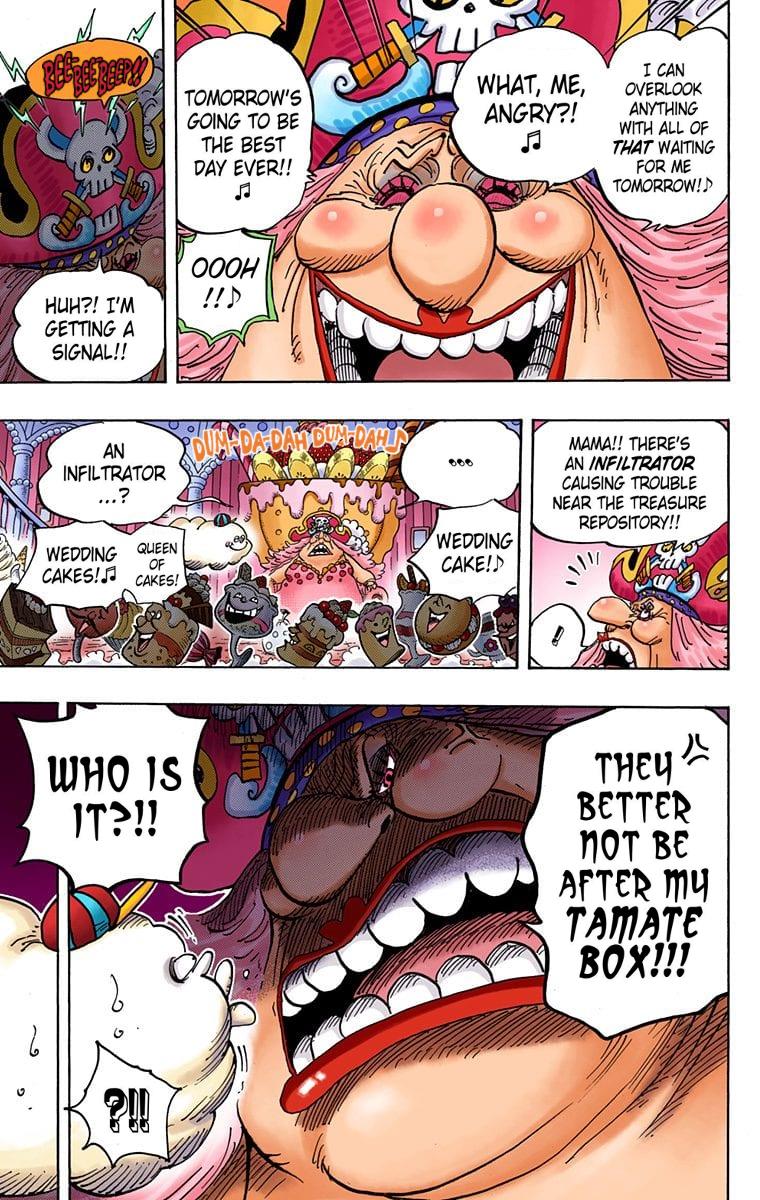 I CAN
OVERLOOK
ANYTHING
WITH ALL OF
THAT WAITING
FOR ME
TOMORROW!♪
WHAT, ME,
ANGRY?!
♫
TOMORROW'S
GOING TO BE
THE BEST
DAY EVER!!
♫
OOOH
!!♪
BEE-BEE-BEEP!!
HUH?! I'M
GETTING A
SIGNAL!!
MAMA!! THERE'S
AN INFILTRATOR
CAUSING TROUBLE
NEAR THE TREASURE
REPOSITORY!!
!!
...
WEDDING
CAKE!♪
DUM-DA-DAH DUM-DAH♪
AN
INFILTRATOR
...?
QUEEN
OF
CAKES!
WEDDING
CAKES!♫
THEY
BETTER
NOT BE
AFTER MY
TAMATE
BOX!!!
WHO IS
IT?!!
?!!